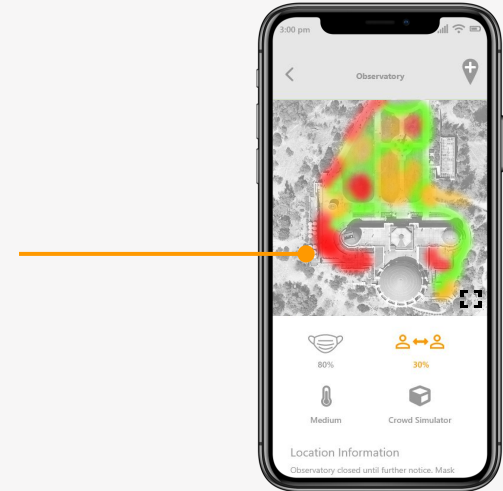 3:00 pm
Observatory
80%
30%
Medium
Crowd Simulator
Location Information
Observatory closed until further notice. Mask